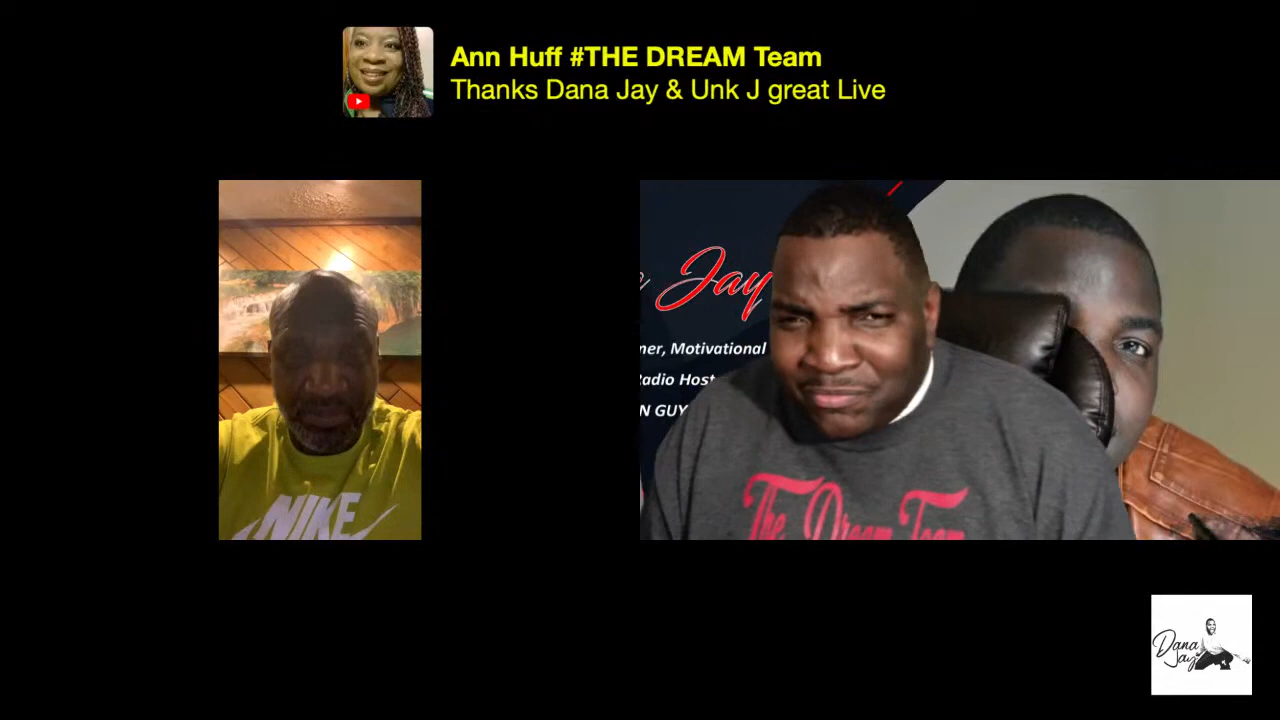 Ann Huff #THE DREAM Team
Thanks Dana Jay & Unk J great Live
Jay
ner, Motivational
Radio Host
N GUY
NIKE
The Dream Team
Dana
Jay